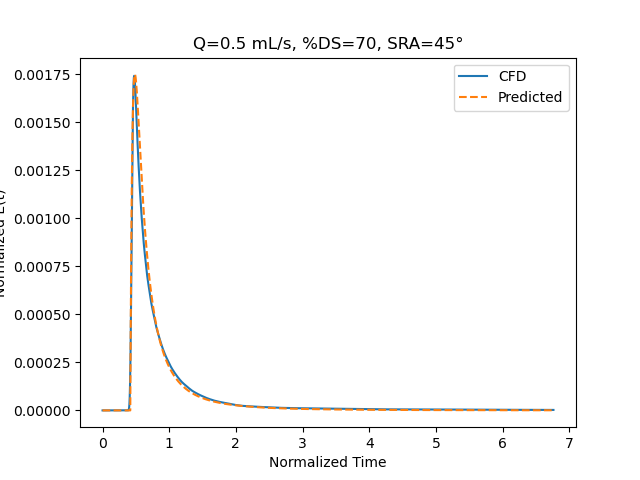 Q=0.5 mL/s, %DS=70, SRA=45°
CFD
Predicted
0.00175
0.00150
0.00125
0.00100
0.00075
0.00050
0.00025
0.00000
Normalized E(t)
0 1 2 3 4 5 6 7
Normalized Time